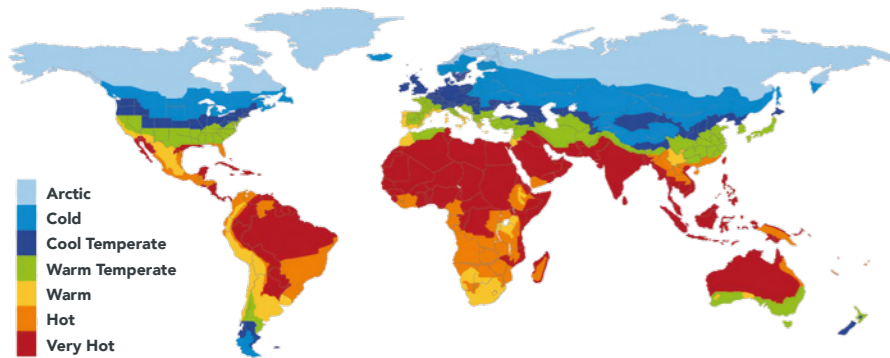 Arctic
Cold
Cool Temperate
Warm Temperate
Warm
Hot
Very Hot